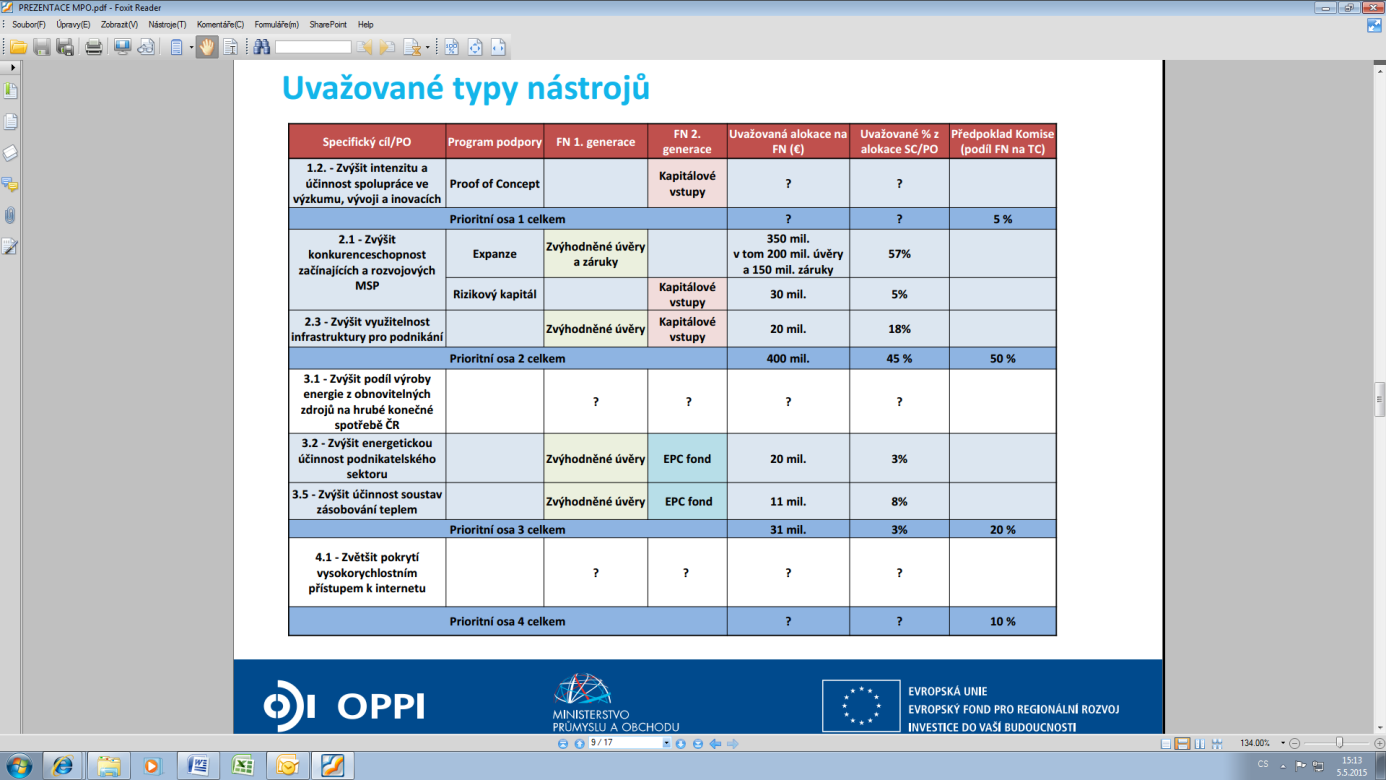 PREZENTACE MPO.pdf - Foxit Reader
Soubor(F) Úpravy(E) Zobrazit(V) Nástroje(T) Komentáře(C) Formuláře(m) SharePoint Help
Uvažované typy nástrojů
Specifický cíl/PO
Program podpory
FN 1. generace
FN 2.
generace
Uvažovaná alokace na
FN (€)
Uvažované % z
alokace SC/PO
Předpoklad Komise
(podíl FN na TC)
1.2. - Zvýšit intenzitu a
účinnost spolupráce ve
výzkumu, vývoji a inovacích
Proof of Concept
Kapitálové
vstupy
?
?
Prioritní osa 1 celkem
?
?
5 %
2.1 - Zvýšit
konkurenceschopnost
začínajících a rozvojových
MSP
Expanze
Zvýhodněné úvěry
a záruky
350 mil.
v tom 200 mil. úvěry
a 150 mil. záruky
57%
Rizikový kapitál
Kapitálové
vstupy
30 mil.
5%
2.3 - Zvýšit využitelnost
infrastruktury pro podnikání
Zvýhodněné úvěry
Kapitálové
vstupy
20 mil.
18%
Prioritní osa 2 celkem
400 mil.
45 %
50 %
3.1 - Zvýšit podíl výroby
energie z obnovitelných
zdrojů na hrubé konečné
spotřebě ČR
?
?
?
?
3.2 - Zvýšit energetickou
účinnost podnikatelského
sektoru
Zvýhodněné úvěry
EPC fond
20 mil.
3%
3.5 - Zvýšit účinnost soustav
zásobování teplem
Zvýhodněné úvěry
EPC fond
11 mil.
8%
Prioritní osa 3 celkem
31 mil.
3%
20 %
4.1 - Zvětšit pokrytí
vysokorychlostním
přístupem k internetu
?
?
?
?
Prioritní osa 4 celkem
?
?
10 %
OPPI
MINISTERSTVO
PRŮMYSLU A OBCHODU
EVROPSKÁ UNIE
EVROPSKÝ FOND PRO REGIONÁLNÍ ROZVOJ
INVESTICE DO VAŠÍ BUDOUCNOSTI
9 / 17
134.00%
CS
15:13
5.5.2015